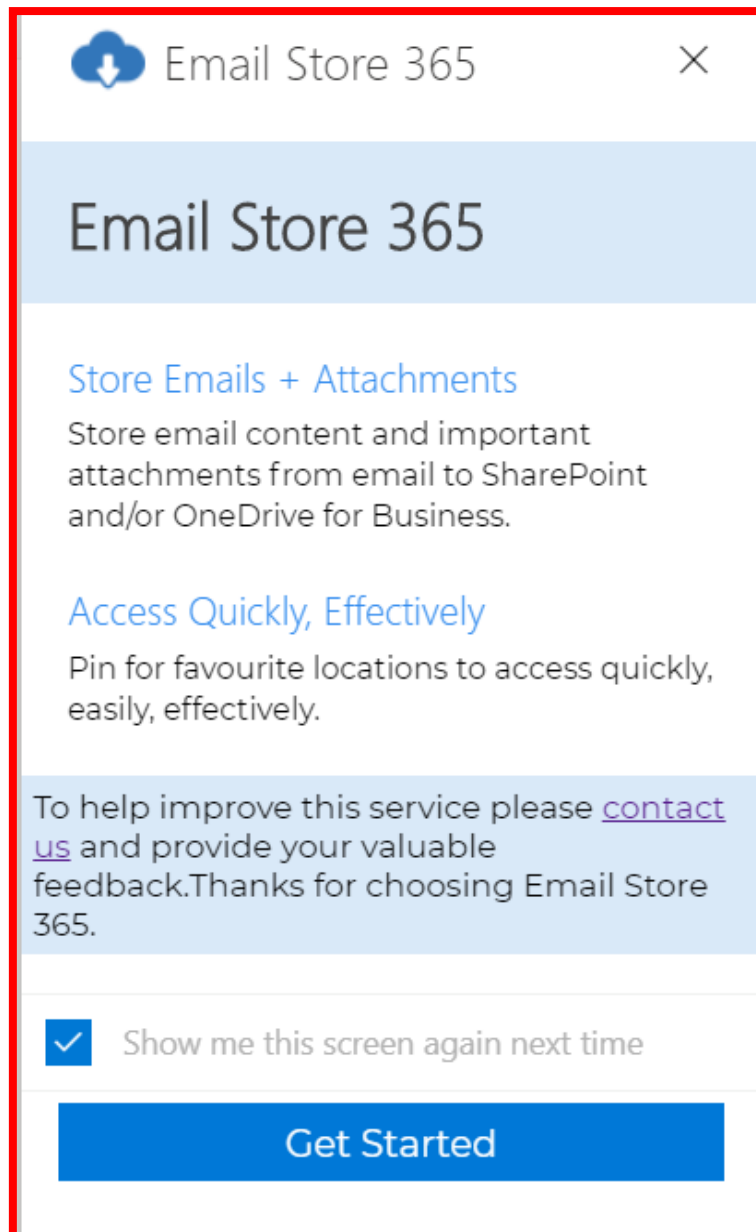 Email Store 365
Email Store 365
Store Emails + Attachments
Store email content and important
attachments from email to SharePoint
and/or OneDrive for Business.
Access Quickly, Effectively
Pin for favourite locations to access quickly,
easily, effectively.
To help improve this service please contact
us and provide your valuable
feedback.Thanks for choosing Email Store
365.
Show me this screen again next time
Get Started